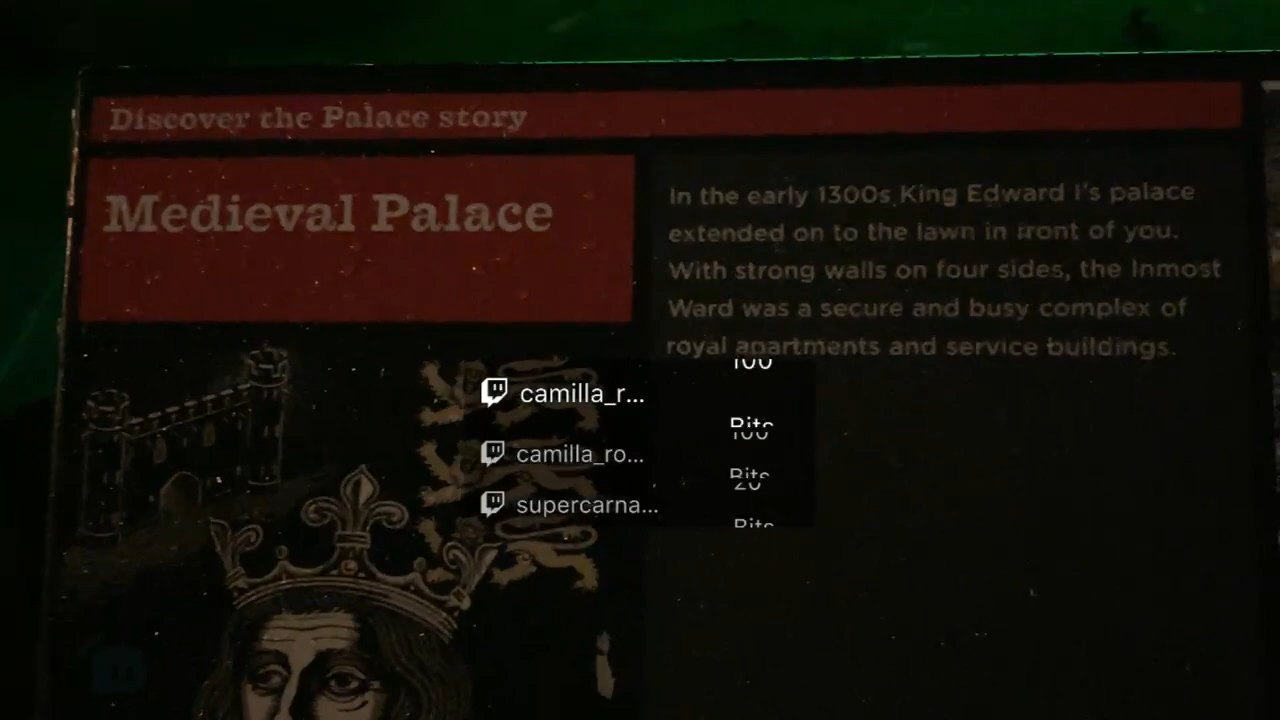 Discover the Palace story
Medieval Palace
In the early 1300s King Edward I's palace
extended on to the lawn in front of you.
With strong walls on four sides, the Inmost
Ward was a secure and busy complex of
royal apartments and service buildings.
100
camilla_r...
Bits
100
camilla_ro...
Bits
20
supercarna...
Bits